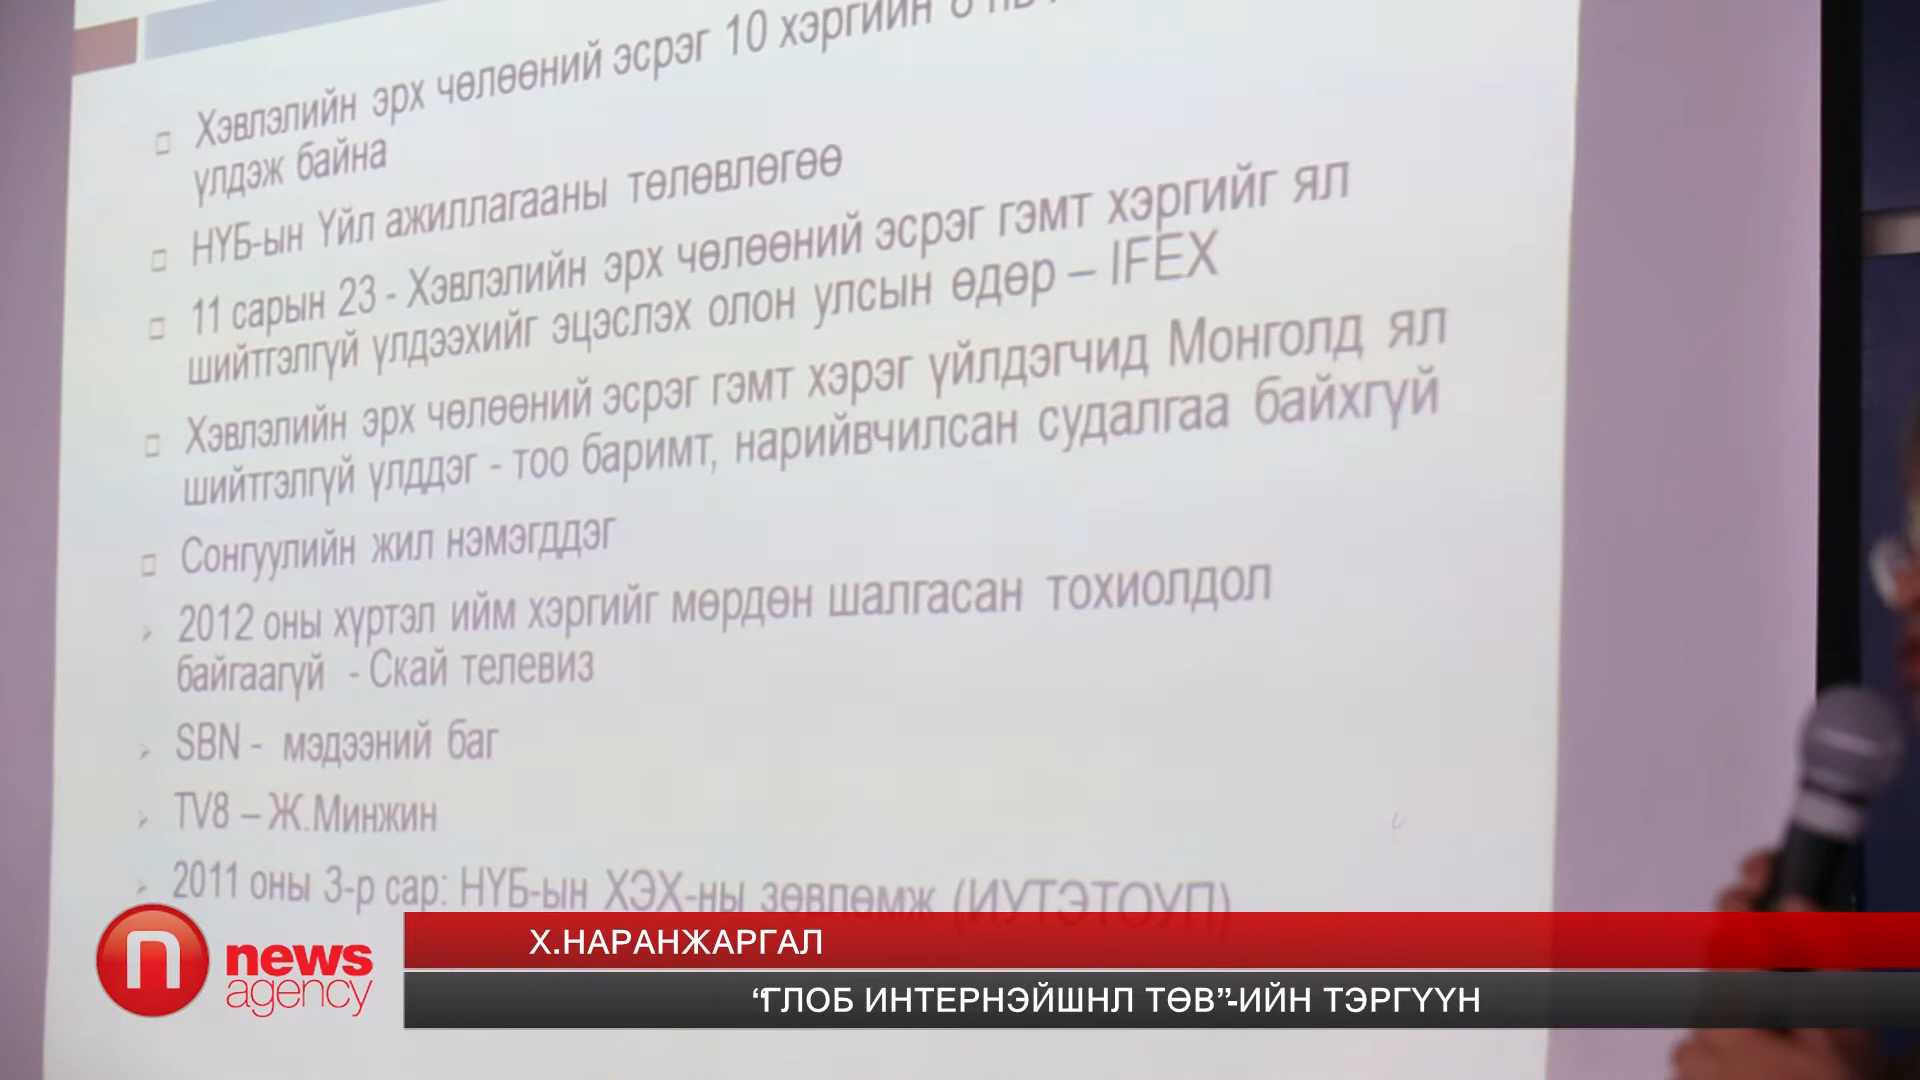 Хэвлэлийн эрх чөлөөний эсрэг 10 хэргийн
үлдэж байна
НҮБ-ын Үйл ажиллагааны төлөвлөгөө
11 сарын 23 - Хэвлэлийн эрх чөлөөний эсрэг гэмт хэргийг ял
шийтгэлгүй үлдээхийг эцэслэх олон улсын өдөр – IFEX
Хэвлэлийн эрх чөлөөний эсрэг гэмт хэрэг үйлдэгчид Монголд ял
шийтгэлгүй үлддэг - тоо баримт, нарийвчилсан судалгаа байхгүй
Сонгуулийн жил нэмэгддэг
2012 оны хүртэл ийм хэргийг мөрдөн шалгасан тохиолдол
байгаагүй - Скай телевиз
SBN - мэдээний баг
TV8 – Ж.Минжин
2011 оны 3-р сар: НҮБ-ын ХЭХ-ны зөвлөмж (ИУТЭТОУП)
n news
agency
Х.НАРАНЖАРГАЛ
“ГЛОБ ИНТЕРНЭЙШНЛ ТӨВ”-ИЙН ТЭРГҮҮН